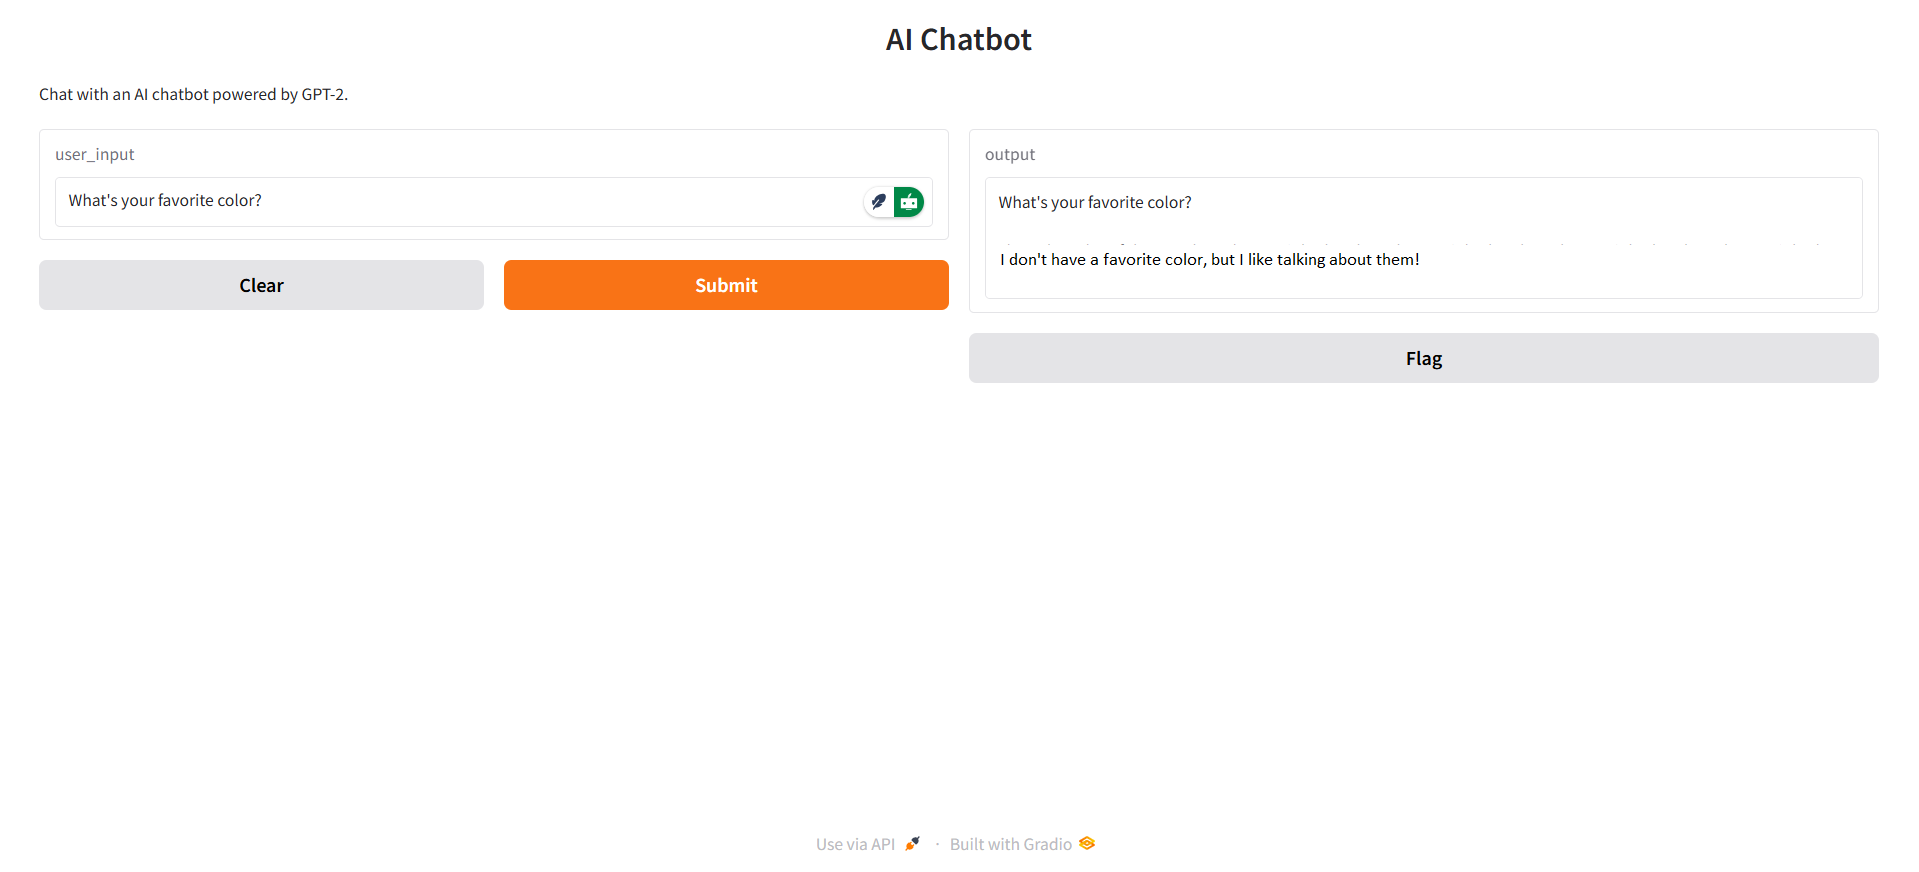 AI Chatbot
Chat with an AI chatbot powered by GPT-2.
user_input
What's your favorite color?
Clear
Submit
output
What's your favorite color?
I don't have a favorite color, but I like talking about them!
Flag
Use via API · Built with Gradio